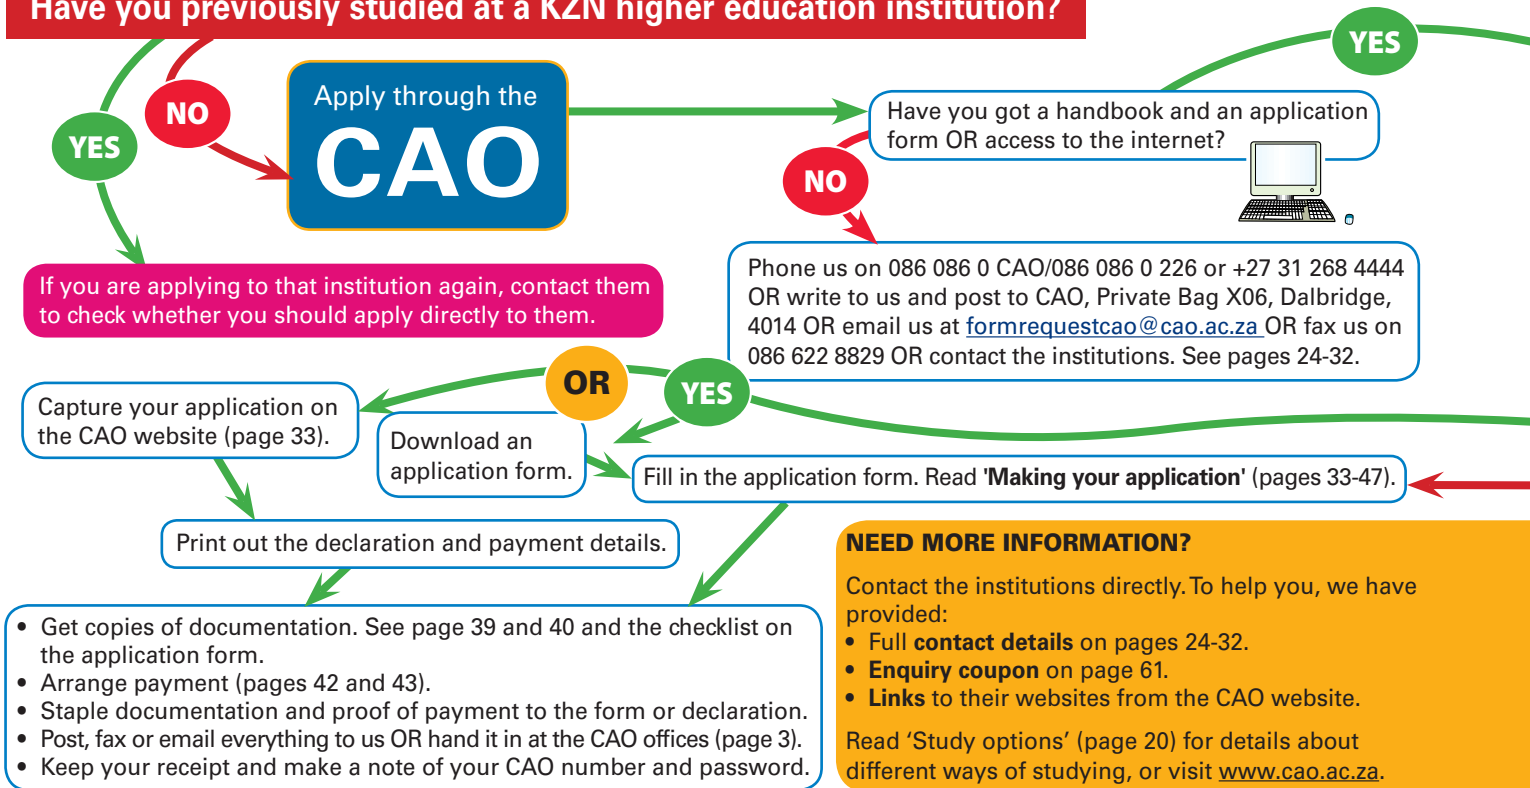 Have you previously studied at a KZN higher education institution?
YES
NO
Apply through the
CAO
YES
Have you got a handbook and an application
form OR access to the internet?
NO
If you are applying to that institution again, contact them
to check whether you should apply directly to them.
Phone us on 086 086 0 CAO/086 086 0 226 or +27 31 268 4444
OR write to us and post to CAO, Private Bag X06, Dalbridge,
4014 OR email us at formrequestcao@cao.ac.za OR fax us on
086 622 8829 OR contact the institutions. See pages 24-32.
OR
YES
Capture your application on
the CAO website (page 33).
Download an
application form.
Fill in the application form. Read 'Making your application' (pages 33-47).
Print out the declaration and payment details.
• Get copies of documentation. See page 39 and 40 and the checklist on
the application form.
• Arrange payment (pages 42 and 43).
• Staple documentation and proof of payment to the form or declaration.
• Post, fax or email everything to us OR hand it in at the CAO offices (page 3).
• Keep your receipt and make a note of your CAO number and password.
NEED MORE INFORMATION?
Contact the institutions directly. To help you, we have
provided:
• Full contact details on pages 24-32.
• Enquiry coupon on page 61.
• Links to their websites from the CAO website.
Read ‘Study options’ (page 20) for details about
different ways of studying, or visit www.cao.ac.za.